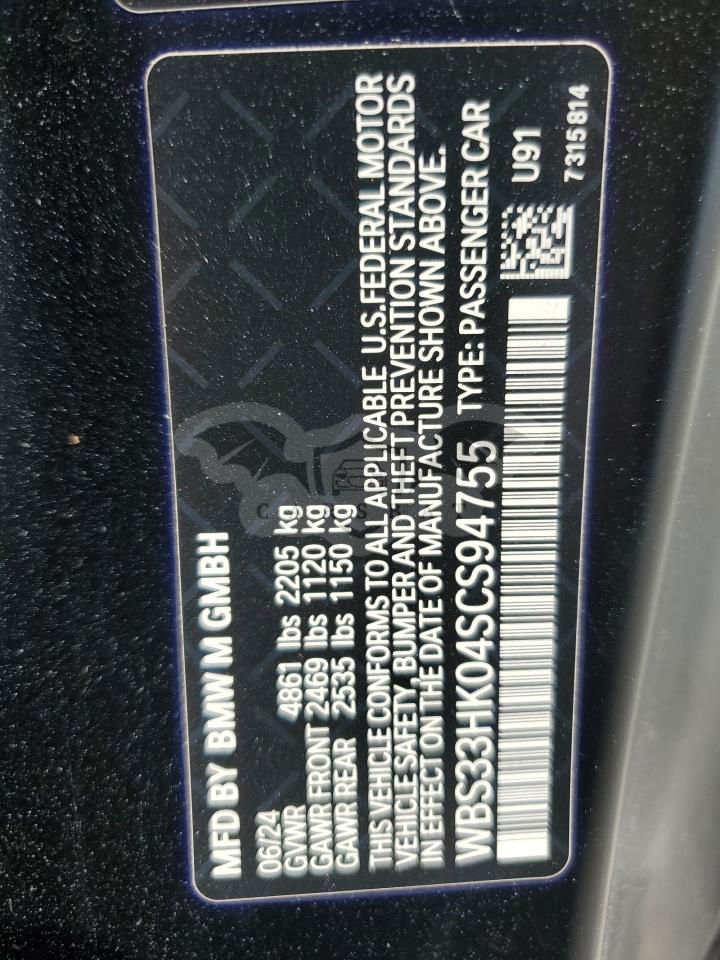 MFD BY BMW M GMBH
06/24
GVWR 4861 lbs 2205 kg
GAWR FRONT 2469 lbs 1120 kg
GAWR REAR 2535 lbs 1150 kg
THIS VEHICLE CONFORMS TO ALL APPLICABLE U.S.FEDERAL MOTOR
VEHICLE SAFETY, BUMPER AND THEFT PREVENTION STANDARDS
IN EFFECT ON THE DATE OF MANUFACTURE SHOWN ABOVE.
WBS33HK04SCS94755 TYPE: PASSENGER CAR
U91
7315814